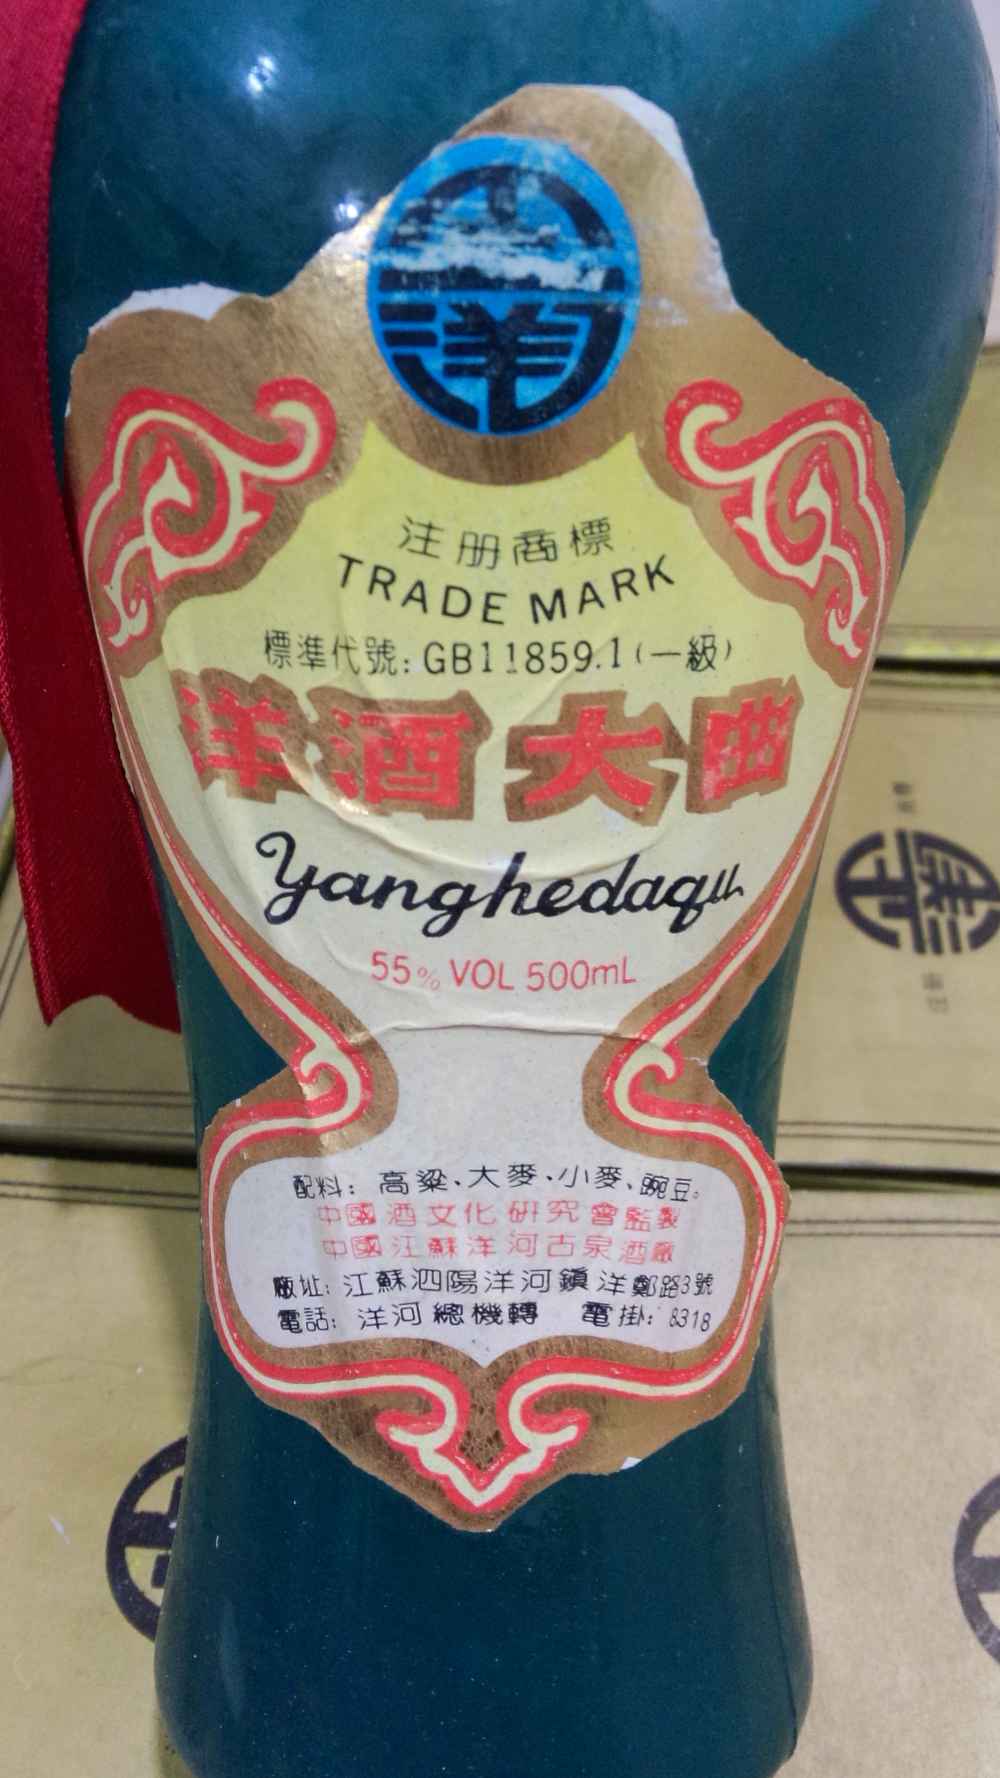 洋
注册商標
TRADE MARK
標準代號: GB11859.1(一級)
洋酒大曲
Yanghedaqu
55% VOL 500mL
配料: 高粱、大麥、小麥、豌豆。
中國酒文化研究會監製
中國江蘇洋河古泉酒廠
廠址: 江蘇泗陽洋河鎮洋鄭路3號
電話: 洋河總機轉 電掛: 8318